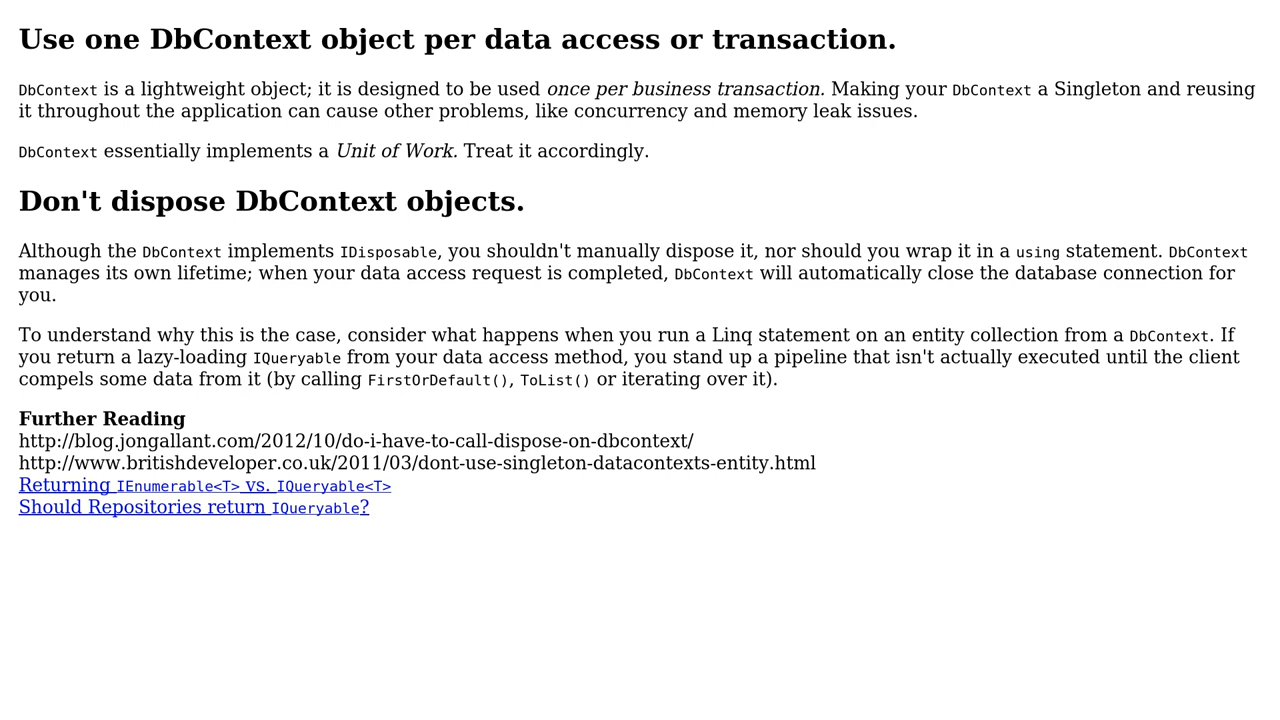 Use one DbContext object per data access or transaction.
DbContext is a lightweight object; it is designed to be used once per business transaction. Making your DbContext a Singleton and reusing
it throughout the application can cause other problems, like concurrency and memory leak issues.
DbContext essentially implements a Unit of Work. Treat it accordingly.
Don't dispose DbContext objects.
Although the DbContext implements IDisposable, you shouldn't manually dispose it, nor should you wrap it in a using statement. DbContext
manages its own lifetime; when your data access request is completed, DbContext will automatically close the database connection for
you.
To understand why this is the case, consider what happens when you run a Linq statement on an entity collection from a DbContext. If
you return a lazy-loading IQueryable from your data access method, you stand up a pipeline that isn't actually executed until the client
compels some data from it (by calling FirstOrDefault(), ToList() or iterating over it).
Further Reading
http://blog.jongallant.com/2012/10/do-i-have-to-call-dispose-on-dbcontext/
http://www.britishdeveloper.co.uk/2011/03/dont-use-singleton-datacontexts-entity.html
Returning IEnumerable<T> vs. IQueryable<T>
Should Repositories return IQueryable?